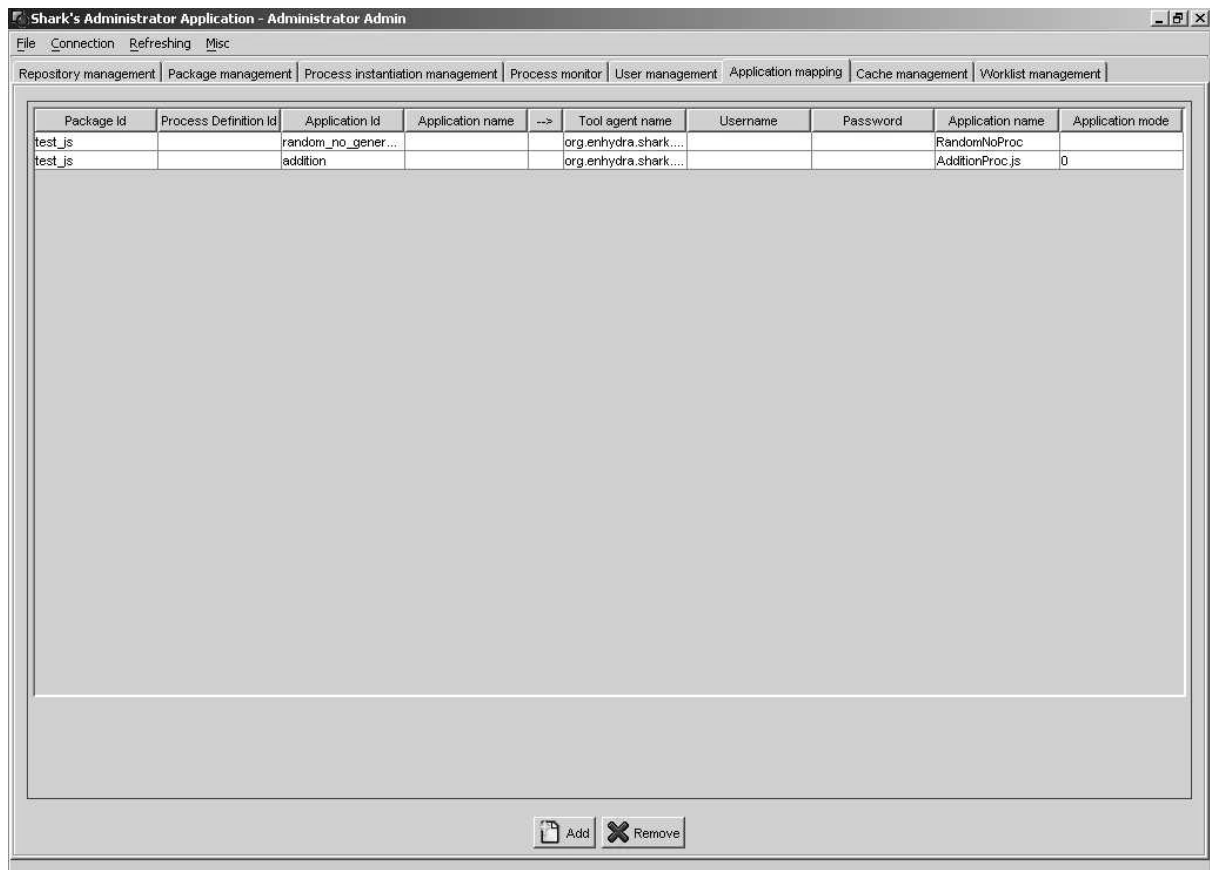 Shark's Administrator Application - Administrator Admin
File Connection Refreshing Misc
Repository management Package management Process instantiation management Process monitor User management Application mapping Cache management Worklist management
Package Id Process Definition Id Application Id Application name --> Tool agent name Username Password Application name Application mode
test_js random_no_gener... org.enhydra.shark.... RandomNoProc
test_js addition org.enhydra.shark.... AdditionProc.js 0
Add Remove